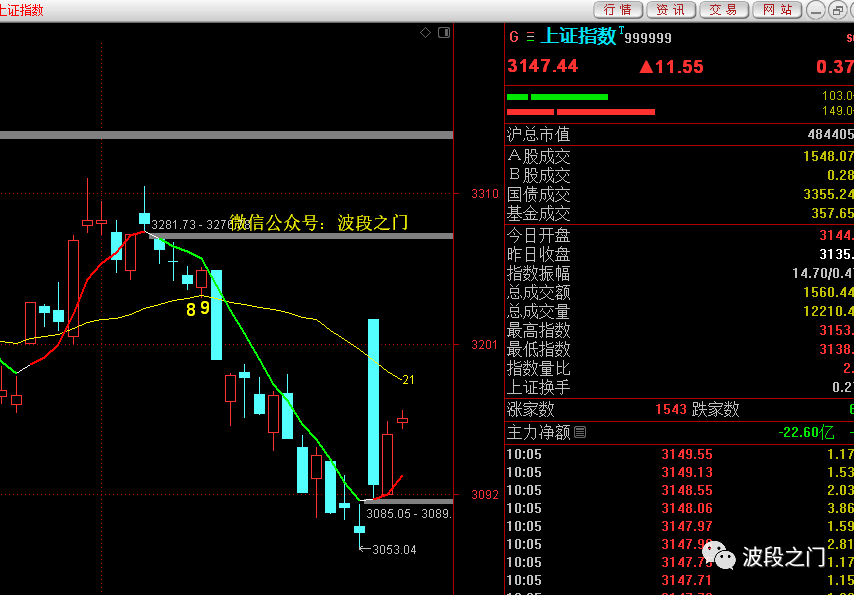 上证指数
行情 资讯 交易 网站
G 上证指数 T 999999
3147.44 ▲11.55 0.37
103.0
149.0
沪总市值 484405
A股成交 1548.07
B股成交 0.28
国债成交 3355.24
基金成交 357.65
今日开盘 3144.
昨日收盘 3135.
指数振幅 14.70/0.4
总成交额 1560.44
总成交量 12210.4
最高指数 3153.
最低指数 3138.
指数量比 2.
上证换手 0.2
涨家数 1543 跌家数
主力净额 -22.60亿
10:05 3149.55 1.17
10:05 3149.13 1.53
10:05 3148.55 2.03
10:05 3148.06 3.86
10:05 3147.97 1.59
10:05 3147.9 2.81
10:05 3147.7 1.17
10:05 3147.71 1.15
波段之门
3310
3201
3092
3281.73 - 3276
微信公众号：波段之门
8 9
21
3085.05 - 3089.
←3053.04